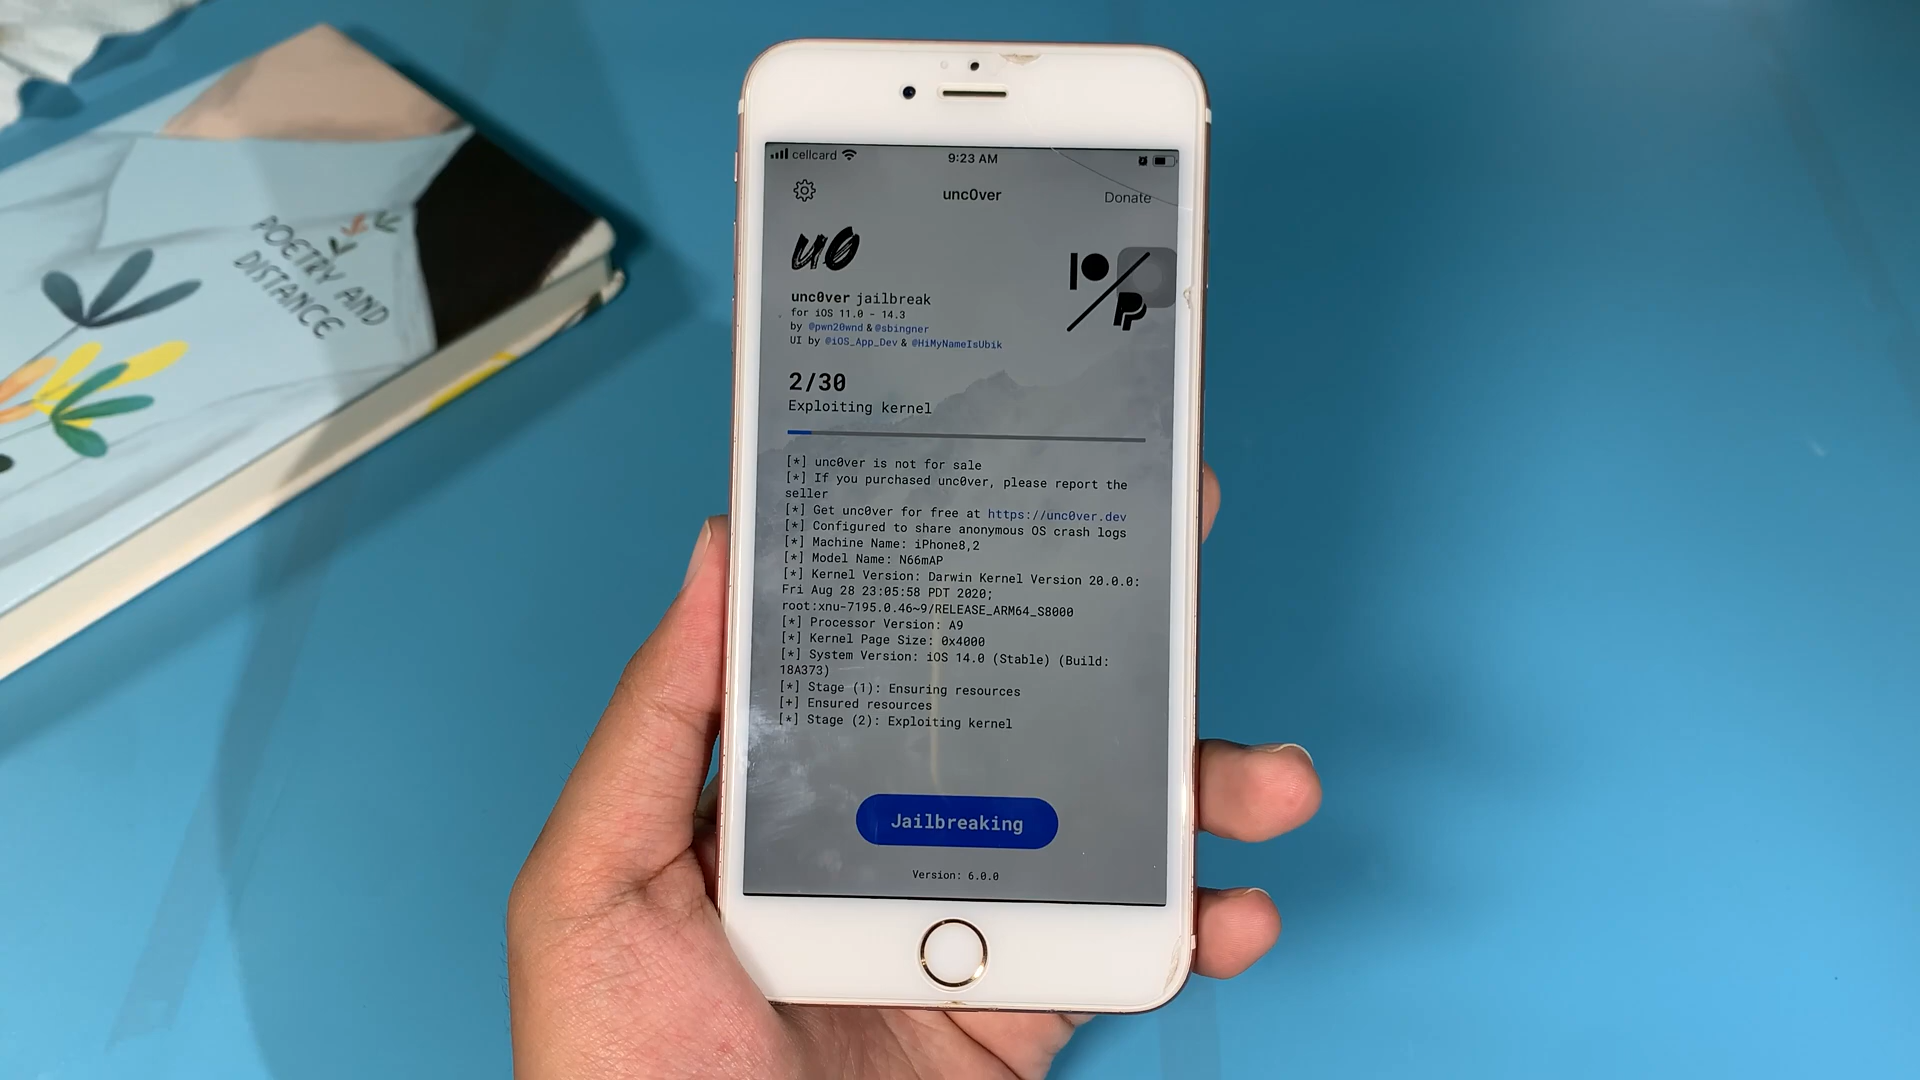 POETRY AND
DISTANCE
cellcard
9:23 AM
unc0ver
Donate
u0
unc0ver jailbreak
for iOS 11.0 - 14.3
by @pwn20wnd & @sbingner
UI by @iOS_App_Dev & @HiMyNameIsUbik
2/30
Exploiting kernel
[*] unc0ver is not for sale
[*] If you purchased unc0ver, please report the
seller
[*] Get unc0ver for free at https://unc0ver.dev
[*] Configured to share anonymous OS crash logs
[*] Machine Name: iPhone8,2
[*] Model Name: N66mAP
[*] Kernel Version: Darwin Kernel Version 20.0.0:
Fri Aug 28 23:05:58 PDT 2020;
root:xnu-7195.0.46~9/RELEASE_ARM64_S8000
[*] Processor Version: A9
[*] Kernel Page Size: 0x4000
[*] System Version: iOS 14.0 (Stable) (Build:
18A373)
[*] Stage (1): Ensuring resources
[+] Ensured resources
[*] Stage (2): Exploiting kernel
Jailbreaking
Version: 6.0.0